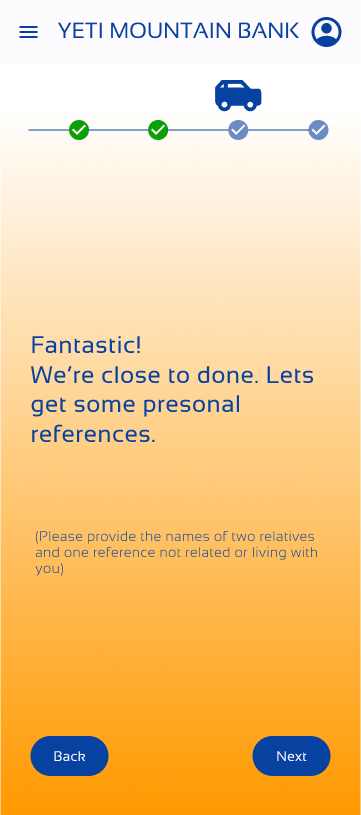 YETI MOUNTAIN BANK
Fantastic!
We're close to done. Lets
get some presonal
references.
(Please provide the names of two relatives
and one reference not related or living with
you)
Back
Next